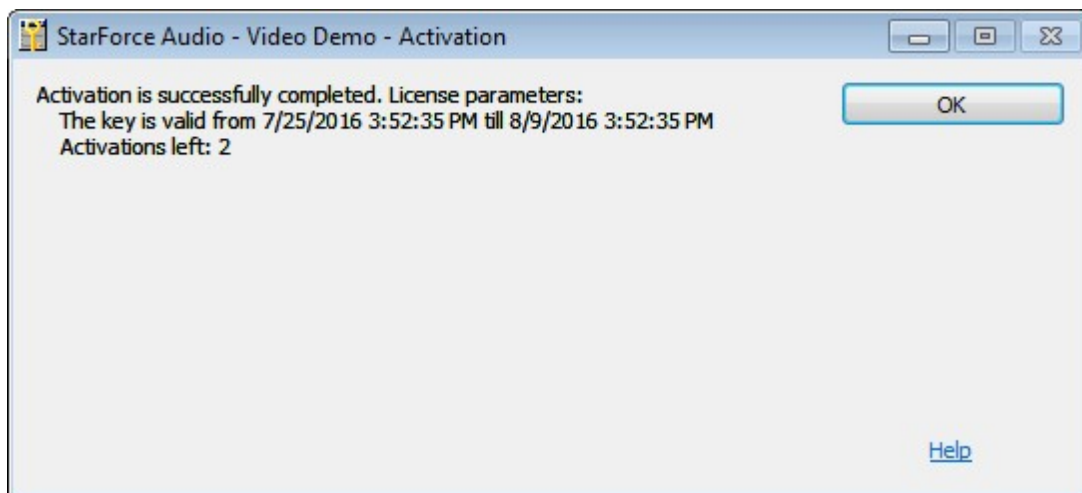 StarForce Audio - Video Demo - Activation
Activation is successfully completed. License parameters:
The key is valid from 7/25/2016 3:52:35 PM till 8/9/2016 3:52:35 PM
Activations left: 2
OK
Help